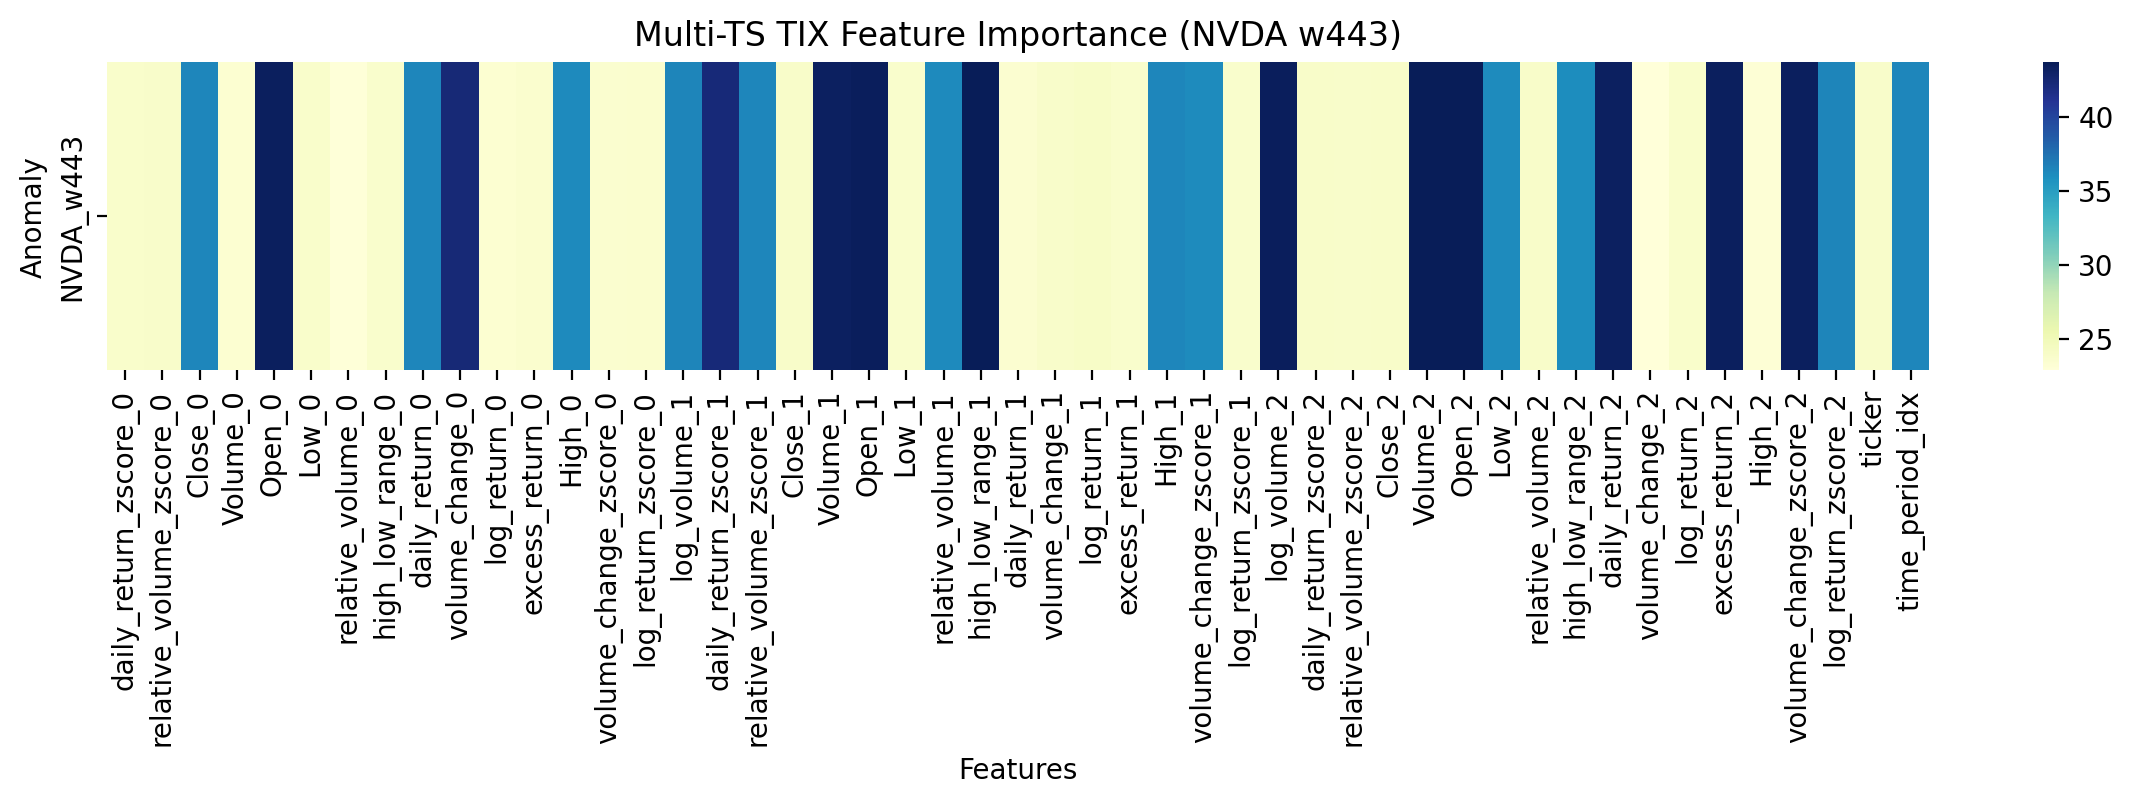 Multi-TS TIX Feature Importance (NVDA w443)
Anomaly
NVDA_w443
40
35
30
25
daily_return_zscore_0
relative_volume_zscore_0
Close_0
Volume_0
Open_0
Low_0
relative_volume_0
high_low_range_0
daily_return_0
volume_change_0
log_return_0
excess_return_0
High_0
volume_change_zscore_0
log_return_zscore_0
log_volume_1
daily_return_zscore_1
relative_volume_zscore_1
Close_1
Volume_1
Open_1
Low_1
relative_volume_1
high_low_range_1
daily_return_1
volume_change_1
log_return_1
excess_return_1
High_1
volume_change_zscore_1
log_return_zscore_1
log_volume_2
daily_return_zscore_2
relative_volume_zscore_2
Close_2
Volume_2
Open_2
Low_2
relative_volume_2
high_low_range_2
daily_return_2
volume_change_2
log_return_2
excess_return_2
High_2
volume_change_zscore_2
log_return_zscore_2
ticker
time_period_idx
Features